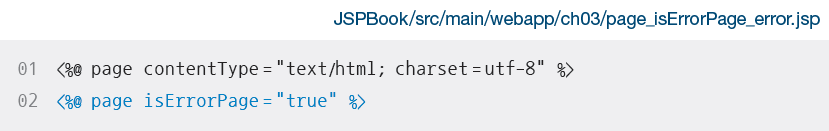 JSPBook/src/main/webapp/ch03/page_isErrorPage_error.jsp
01 <%@ page contentType="text/html; charset=utf-8" %>
02 <%@ page isErrorPage="true" %>